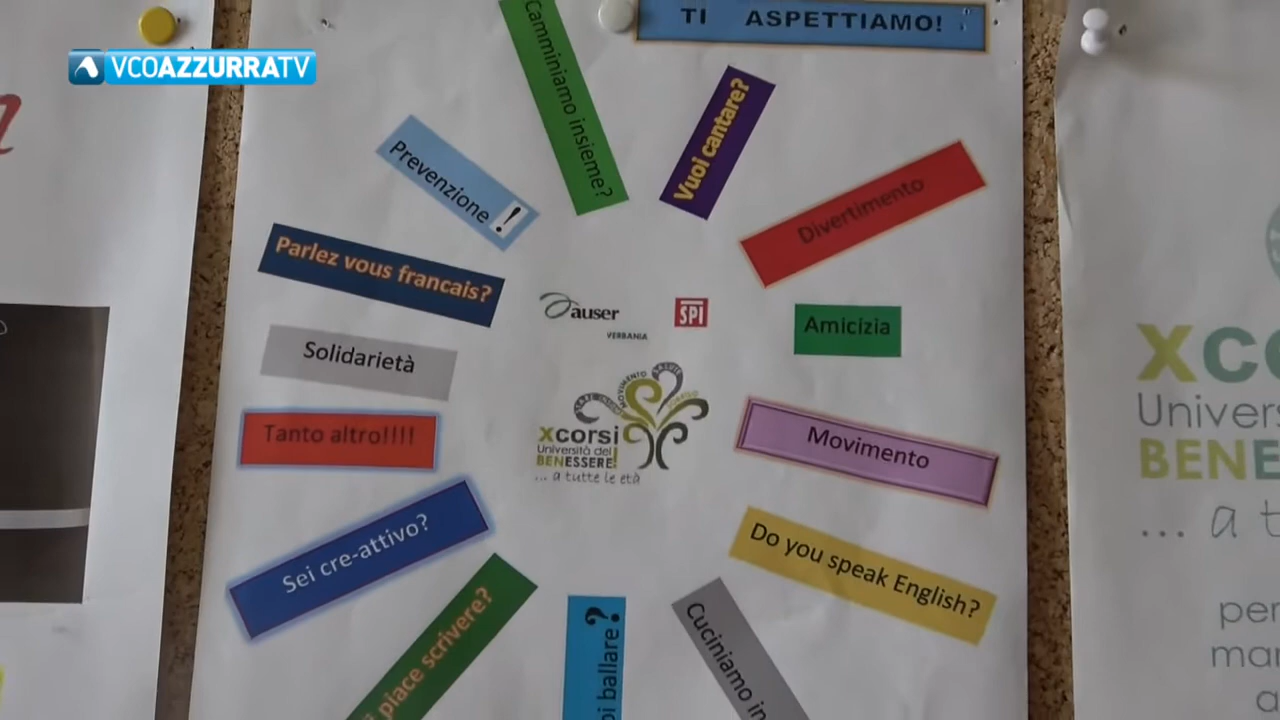 VCOAZZURRATV
TI ASPETTIAMO!
Camminiamo insieme?
Vuoi cantare?
Prevenzione !
Divertimento
Parlez vous francais?
auser
VERBANIA
SPI
Amicizia
Solidarietà
MOVIMENTO
Tanto altro!!!!
xcorsi
Università del
BENESSERE!
... a tutte le età
Movimento
Sei cre-attivo?
Do you speak English?
piace scrivere?
ballare?
Cuciniamo in
XCO
Univers
BENE
... a t
per
mar
a